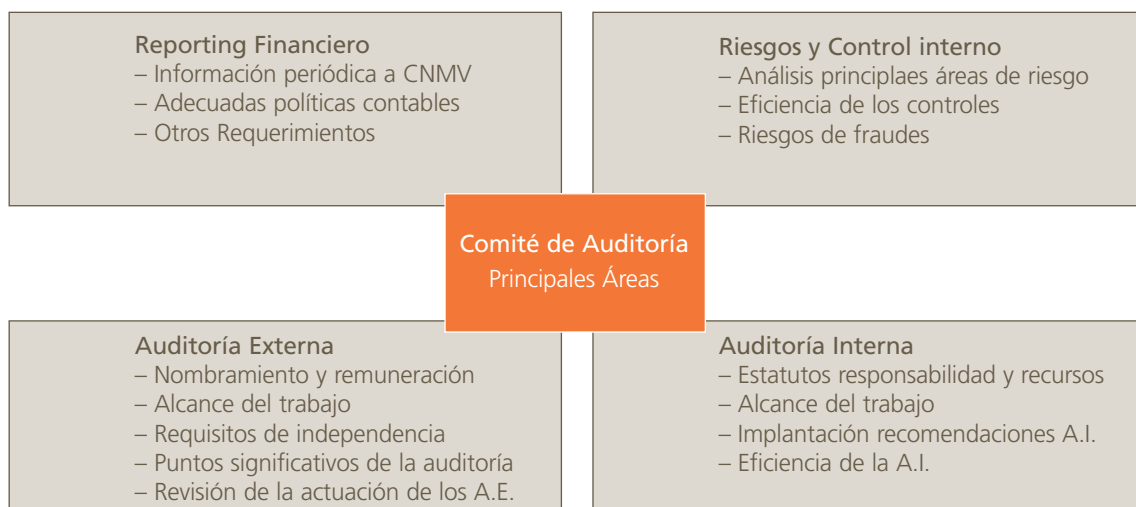 Reporting Financiero
– Información periódica a CNMV
– Adecuadas políticas contables
– Otros Requerimientos
Riesgos y Control interno
– Análisis principlaes áreas de riesgo
– Eficiencia de los controles
– Riesgos de fraudes
Comité de Auditoría
Principales Áreas
Auditoría Externa
– Nombramiento y remuneración
– Alcance del trabajo
– Requisitos de independencia
– Puntos significativos de la auditoría
– Revisión de la actuación de los A.E.
Auditoría Interna
– Estatutos responsabilidad y recursos
– Alcance del trabajo
– Implantación recomendaciones A.I.
– Eficiencia de la A.I.